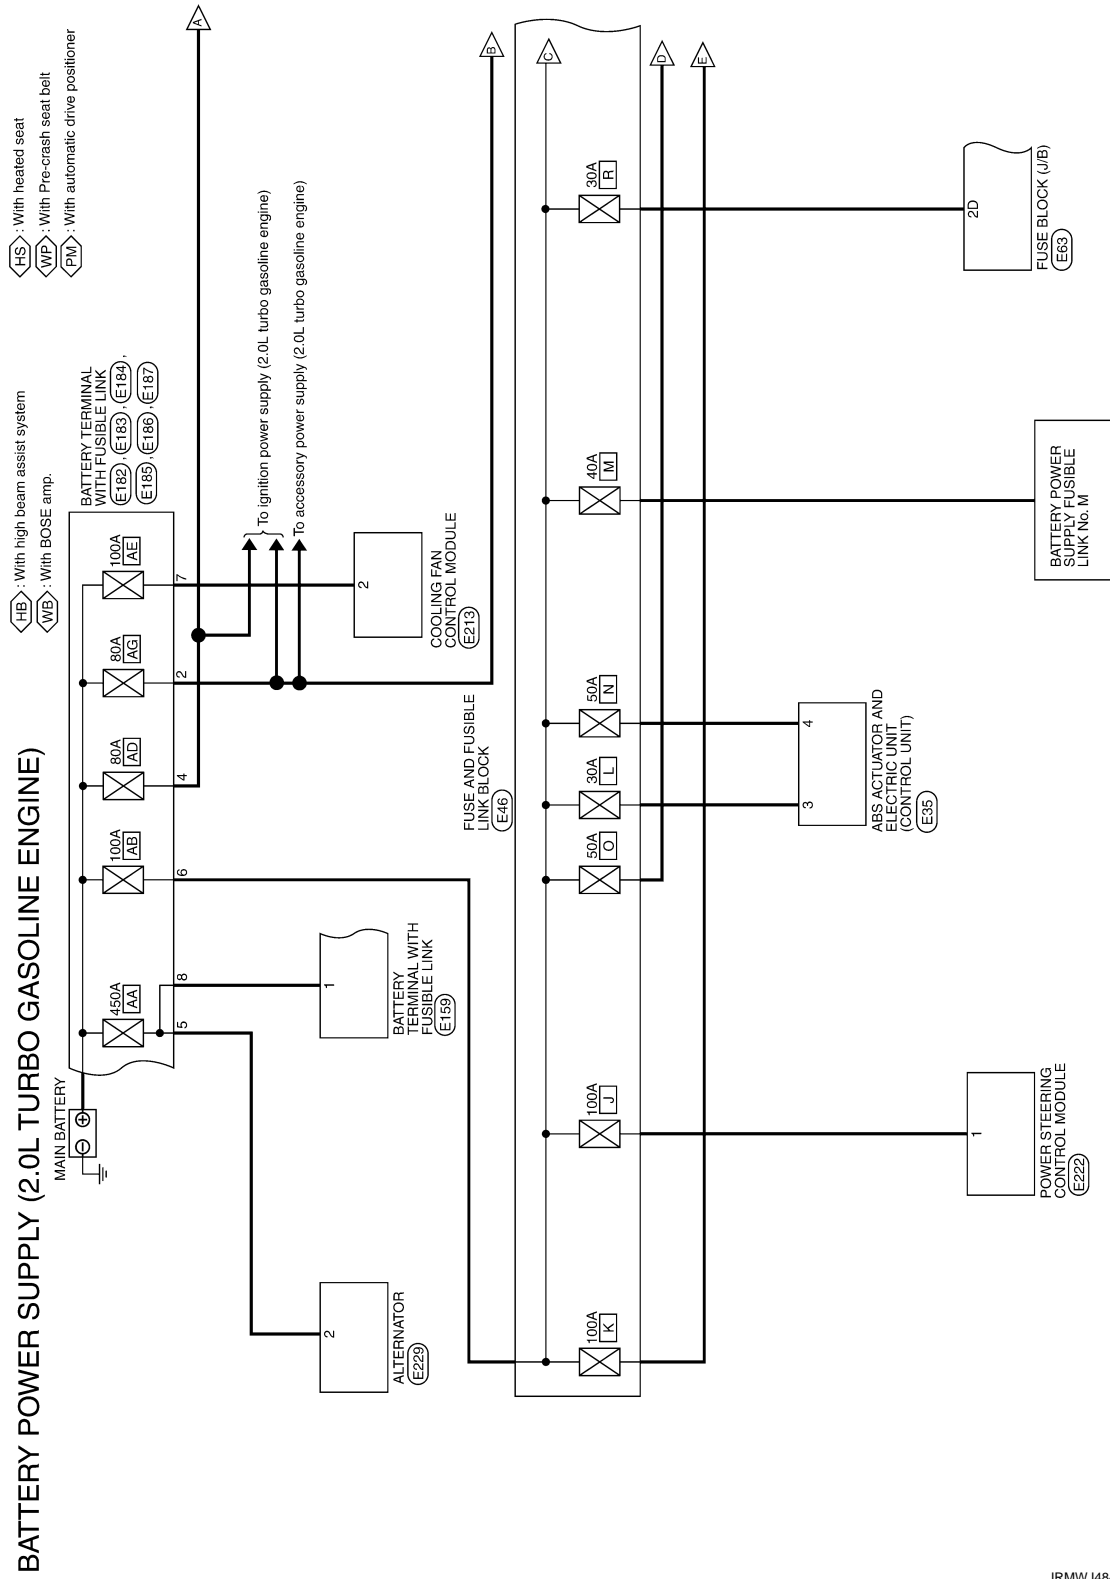 BATTERY POWER SUPPLY (2.0L TURBO GASOLINE ENGINE)
HB : With high beam assist system
WB : With BOSE amp.
HS : With heated seat
WP : With Pre-crash seat belt
PM : With automatic drive positioner
MAIN BATTERY
BATTERY TERMINAL
WITH FUSIBLE LINK
E182 , E183 , E184 ,
E185 , E186 , E187
450A
AA
100A
AB
80A
AD
80A
AG
100A
AE
5
8
6
4
2
7
A
To ignition power supply (2.0L turbo gasoline engine)
To accessory power supply (2.0L turbo gasoline engine)
2
ALTERNATOR
E229
1
BATTERY
TERMINAL WITH
FUSIBLE LINK
E159
2
COOLING FAN
CONTROL MODULE
E213
FUSE AND FUSIBLE
LINK BLOCK
E46
B
C
D
E
100A
K
100A
J
50A
O
30A
L
50A
N
40A
M
30A
R
1
POWER STEERING
CONTROL MODULE
E222
3
4
ABS ACTUATOR AND
ELECTRIC UNIT
(CONTROL UNIT)
E35
BATTERY POWER
SUPPLY FUSIBLE
LINK No. M
2D
FUSE BLOCK (J/B)
E63